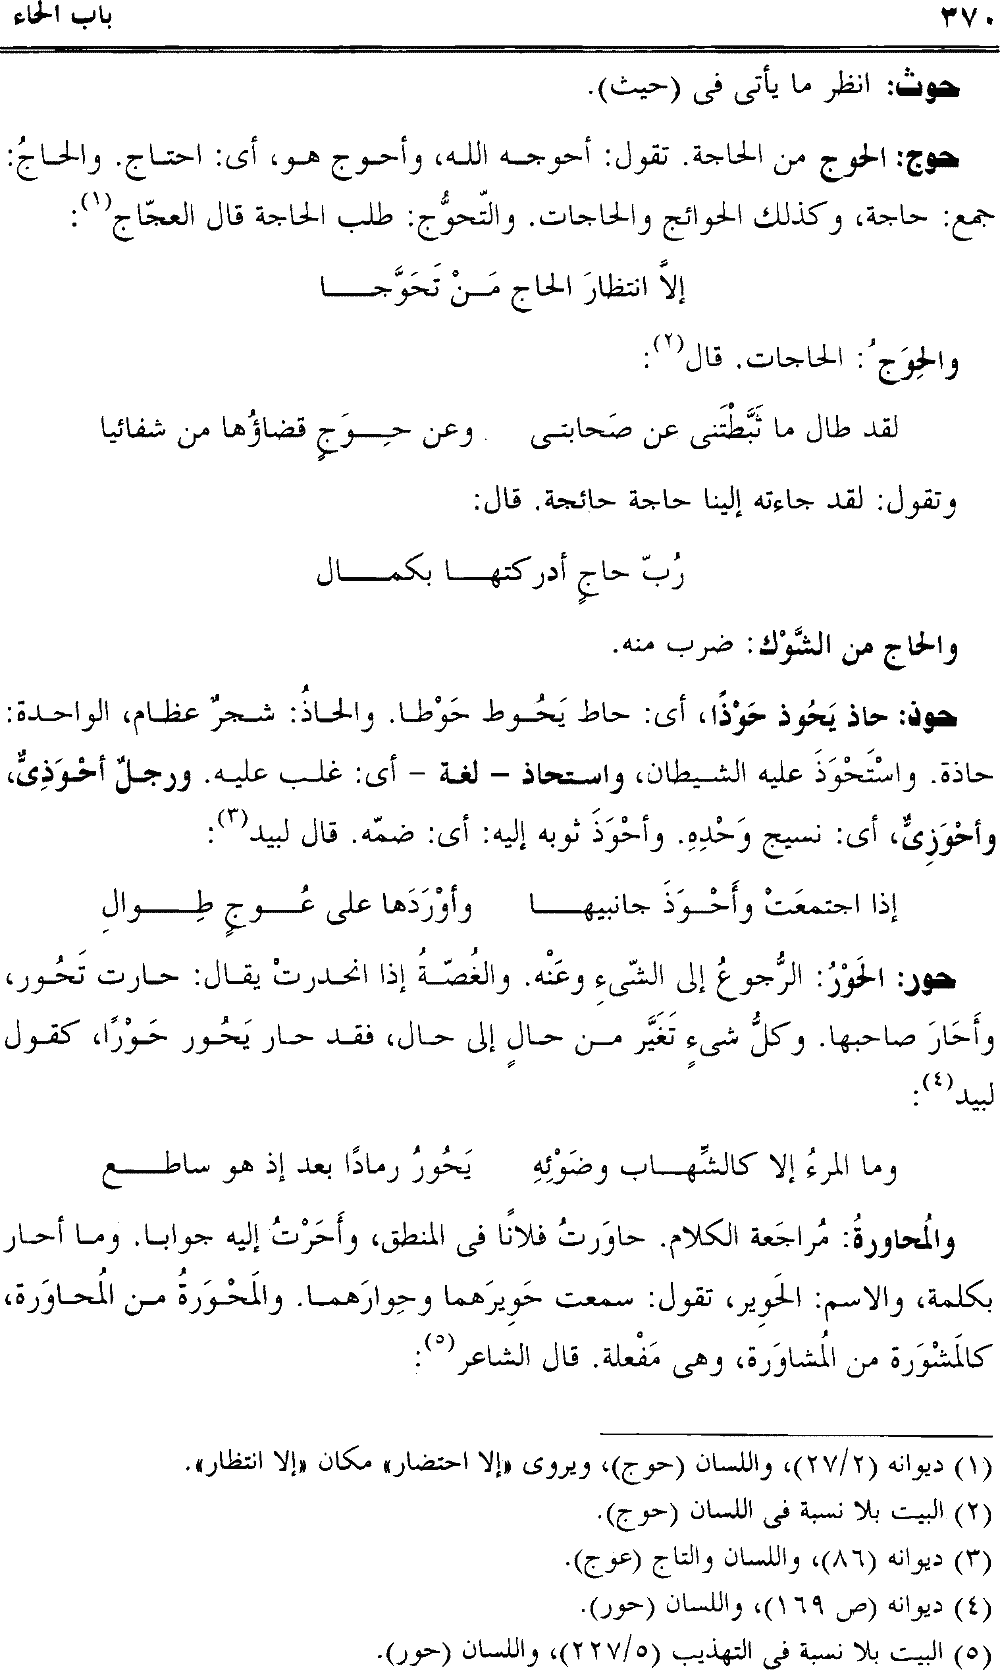 ٣٧٠ باب الحاء
حوث: انظر ما يأتى فى (حيث).
حوج: الحوج من الحاجة. تقول: أحوجه الله، وأحوج هو، أى: احتاج. والحاجُ:
جمع: حاجة، وكذلك الحوائج والحاجات. والتّحوُّج: طلب الحاجة قال العجّاج(١):
إلاَّ انتظارَ الحاج مَنْ تَحَوَّجا
والحِوَجُ: الحاجات. قال(٢):
لقد طال ما ثَبَّطْتَنى عن صَحابتى وعن حِوَجٍ قضاؤُها من شفائيا
وتقول: لقد جاءته إلينا حاجة حائجة. قال:
رُبّ حاجٍ أدركتها بكمال
والحاج من الشَّوْك: ضرب منه.
حوذ: حاذ يَحُوذ حَوْذًا، أى: حاط يَحُوط حَوْطا. والحاذُ: شجرٌ عظام، الواحدة:
حاذة. واسْتَحْوَذَ عليه الشيطان، واستحاذ - لغة - أى: غلب عليه. ورجلٌ أحْوَذِىٌّ،
وأحْوَزِىٌّ، أى: نسيج وَحْدِهِ. وأحْوَذَ ثوبه إليه: أى: ضمّه. قال لبيد(٣):
إذا اجتمعَتْ وأَحْوَذَ جانبيها وأوْرَدَها على عُوجٍ طِوالِ
حور: الحَوْرُ: الرُّجوعُ إلى الشّىءِ وعَنْه. والغُصّةُ إذا انحدرتْ يقال: حارت تَحُور،
وأَحَارَ صاحبها. وكلُّ شىءٍ تَغَيَّر من حالٍ إلى حال، فقد حار يَحُور حَوْرًا، كقول
لبيد(٤):
وما المرءُ إلا كالشِّهاب وضَوْئِهِ يَحُورُ رمادًا بعد إذ هو ساطع
والمُحاورةُ: مُراجَعة الكلام. حاوَرتُ فلانًا فى المنطق، وأَحَرْتُ إليه جوابا. وما أحار
بكلمة، والاسم: الحَوِير، تقول: سمعت حَوِيرَهما وحِوارَهما. والمَحْوَرةُ من المُحاوَرة،
كالمَشْوَرة من المُشاوَرة، وهى مَفْعلة. قال الشاعر(٥):
(١) ديوانه (٢٧/٢)، واللسان (حوج)، ويروى «إلا احتضار» مكان «إلا انتظار».
(٢) البيت بلا نسبة فى اللسان (حوج).
(٣) ديوانه (٨٦)، واللسان والتاج (عوج).
(٤) ديوانه (ص ١٦٩)، واللسان (حور).
(٥) البيت بلا نسبة فى التهذيب (٢٢٧/٥)، واللسان (حور).